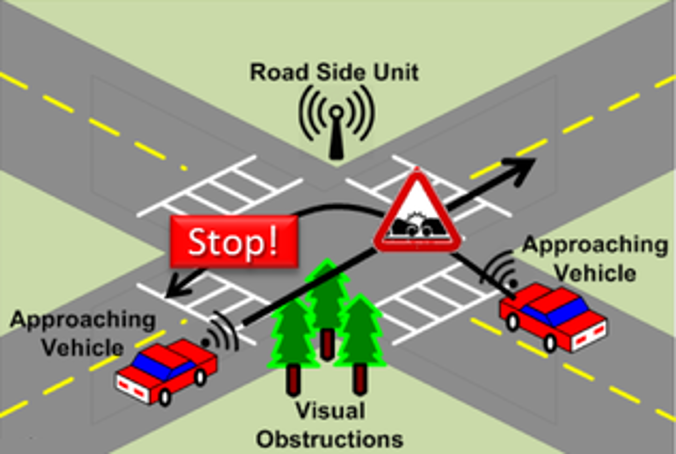 Road Side Unit
Stop!
Approaching
Vehicle
Approaching
Vehicle
Visual
Obstructions